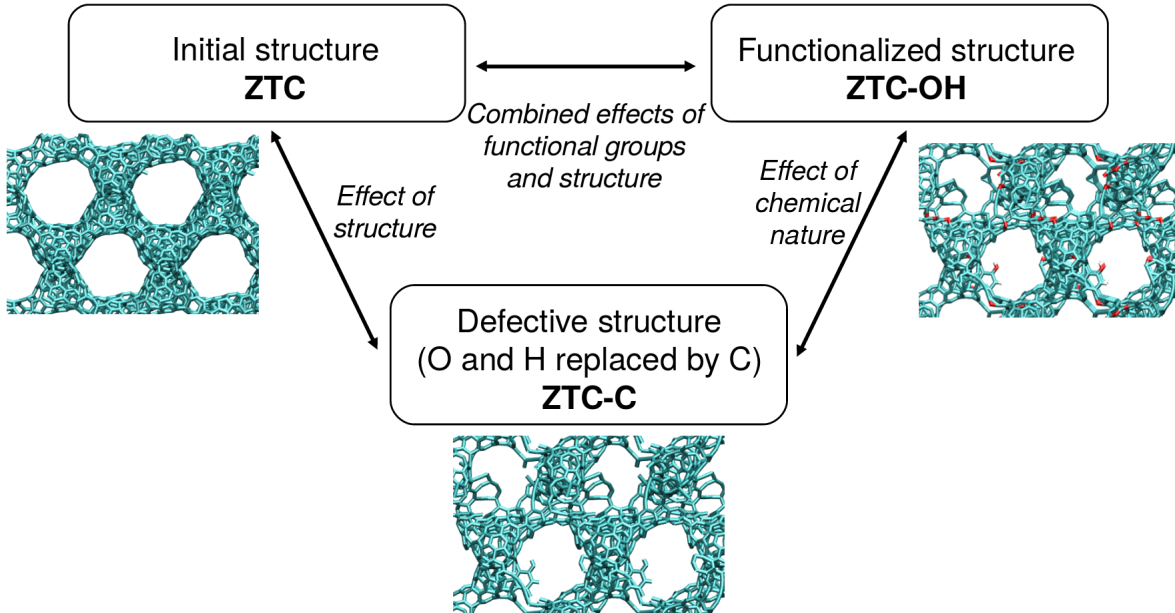 Initial structure
ZTC
Functionalized structure
ZTC-OH
Combined effects of
functional groups
and structure
Effect of
structure
Effect of
chemical
nature
Defective structure
(O and H replaced by C)
ZTC-C